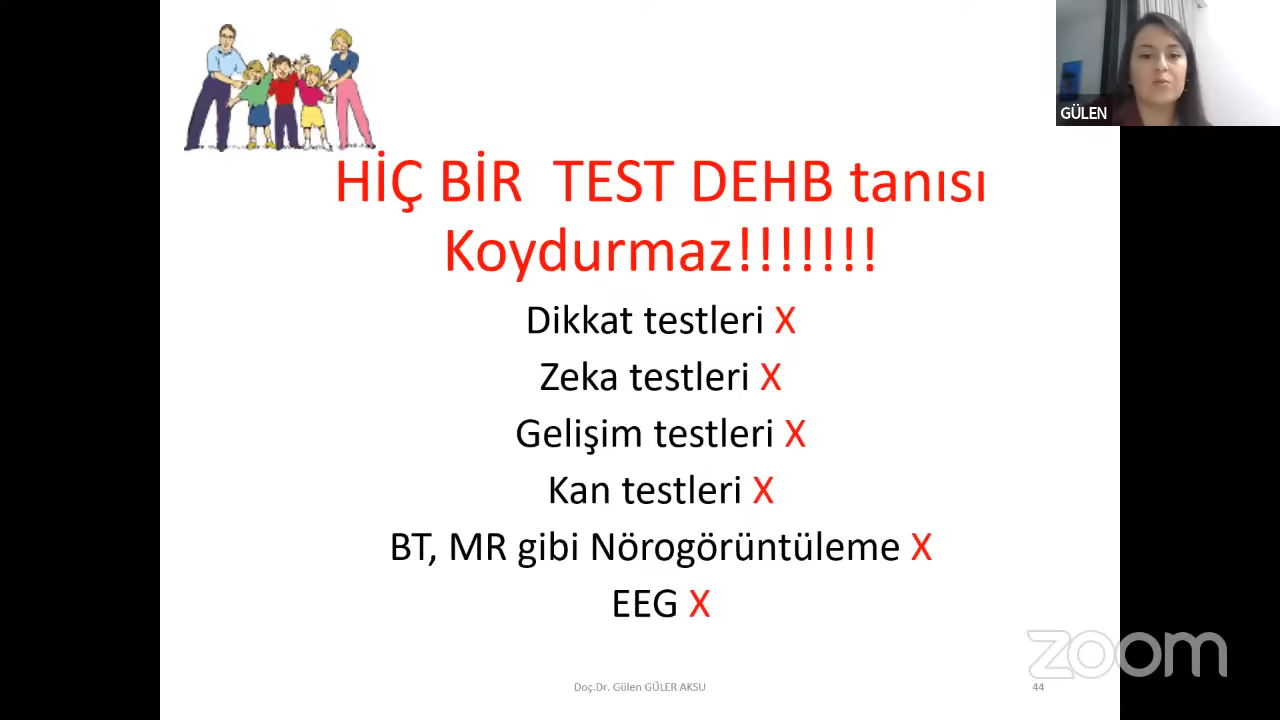 GÜLEN
HİÇ BİR TEST DEHB tanısı
Koydurmaz!!!!!!!
Dikkat testleri X
Zeka testleri X
Gelişim testleri X
Kan testleri X
BT, MR gibi Nörogörüntüleme X
EEG X
zoom
Doç.Dr. Gülen GÜLER AKSU
44